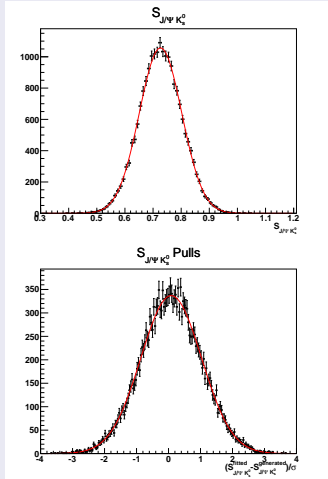 S J/Ψ K⁰s
1000
800
600
400
200
0
0.3 0.4 0.5 0.6 0.7 0.8 0.9 1 1.1 1.2
S J/Ψ K⁰s
S J/Ψ K⁰s Pulls
350
300
250
200
150
100
50
0
-4 -3 -2 -1 0 1 2 3 4
(S fitted J/Ψ K⁰s -S generated J/Ψ K⁰s)/σ